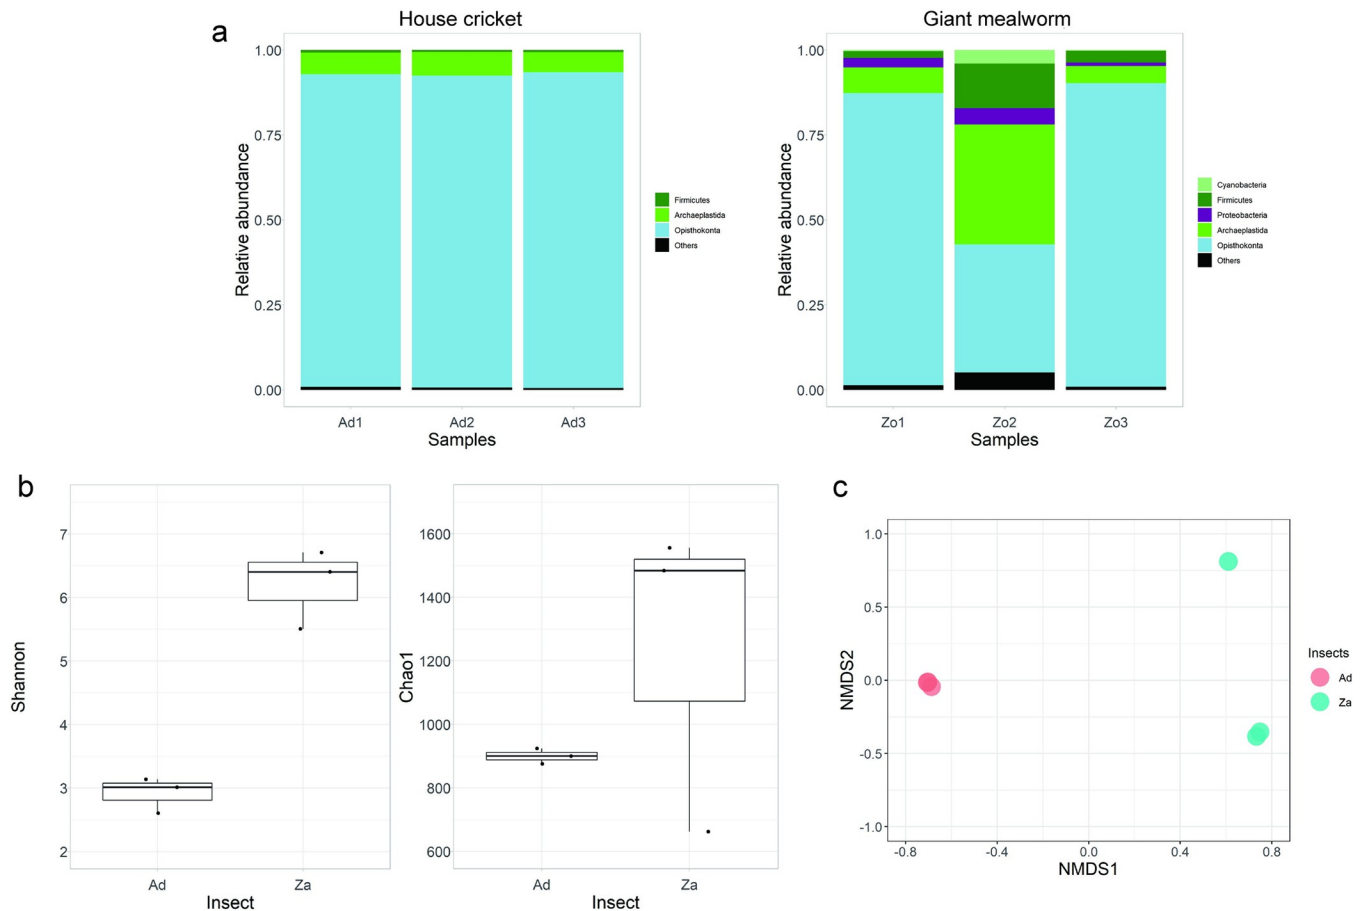 a
House cricket
Giant mealworm
Relative abundance
1.00
0.75
0.50
0.25
0.00
Ad1 Ad2 Ad3
Samples
Firmicutes
Archaeplastida
Opisthokonta
Others
Relative abundance
1.00
0.75
0.50
0.25
0.00
Zo1 Zo2 Zo3
Samples
Cyanobacteria
Firmicutes
Proteobacteria
Archaeplastida
Opisthokonta
Others
b
Shannon
7
6
5
4
3
2
Ad Za
Insect
Chao1
1600
1400
1200
1000
800
600
Ad Za
Insect
c
NMDS2
1.0
0.5
0.0
-0.5
-1.0
-0.8 -0.4 0.0 0.4 0.8
NMDS1
Insects
Ad
Za